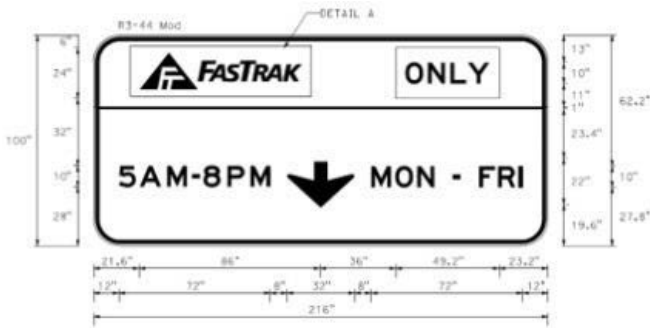 DETAIL A
R3-44 Mod
FASTRAK ONLY
5AM-8PM MON - FRI
6" 24" 32" 10" 28"
100"
13" 10" 11" 1" 23.4" 22" 19.6"
62.2" 10" 27.8"
21.6" 86" 36" 49.2" 23.2"
12" 72" 8" 32" 8" 72" 12"
216"